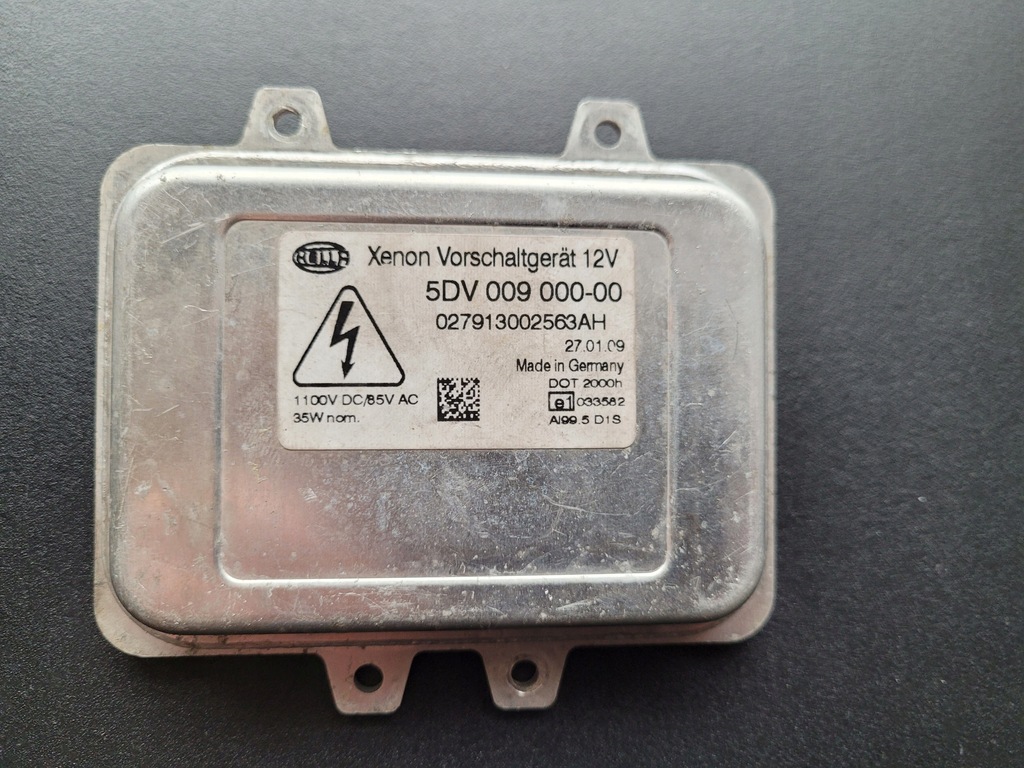 HELLA
Xenon Vorschaltgerät 12V
5DV 009 000-00
027913002563AH
27.01.09
Made in Germany
DOT 2000h
1100V DC/85V AC
e1 033582
35W nom.
AI99.5 D1S